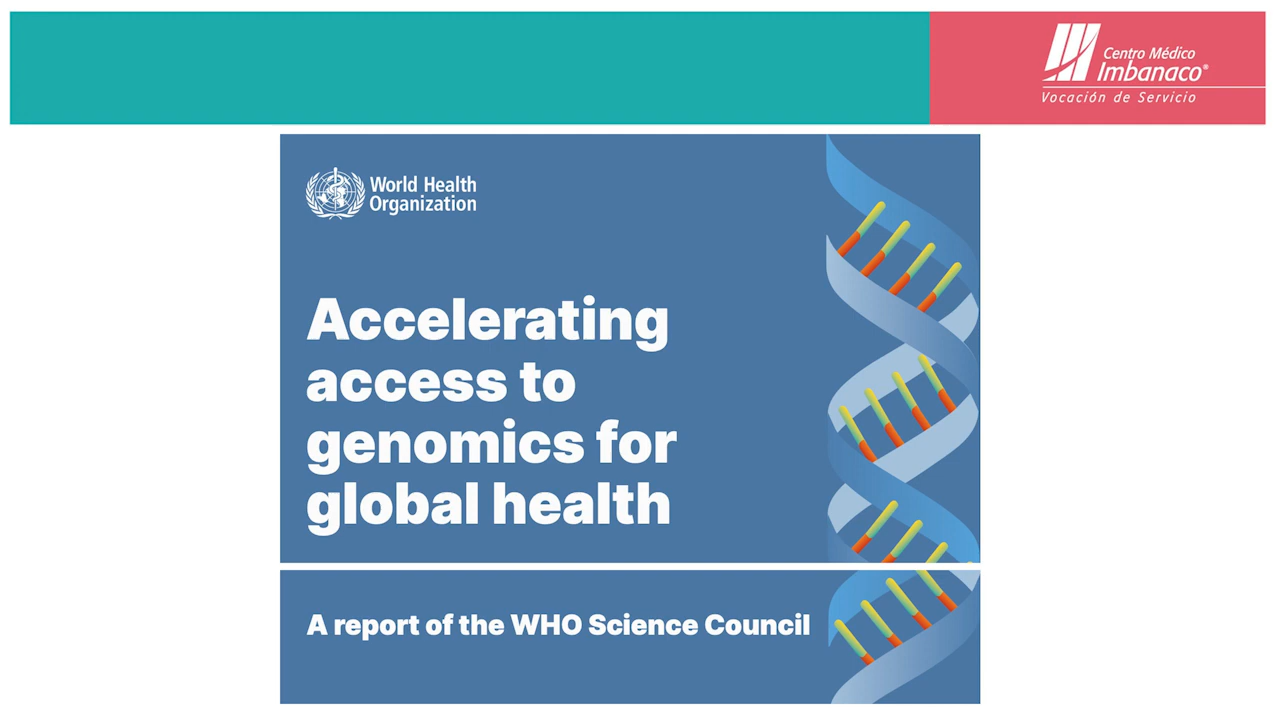 Centro Médico
Imbanaco®
Vocación de Servicio
World Health
Organization
Accelerating
access to
genomics for
global health
A report of the WHO Science Council